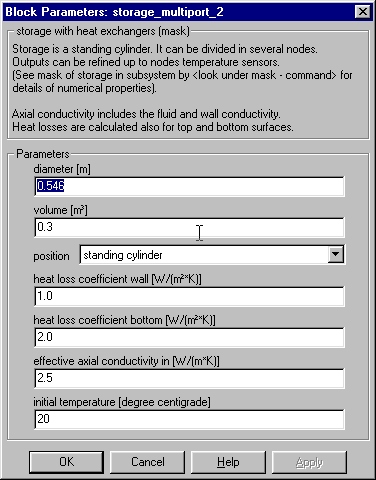 Block Parameters: storage_multiport_2
storage with heat exchangers (mask)
Storage is a standing cylinder. It can be divided in several nodes.
Outputs can be refined up to nodes temperature sensors.
(See mask of storage in subsystem by <look under mask - command> for
details of numerical properties).
Axial conductivity includes the fluid and wall conductivity.
Heat losses are calculated also for top and bottom surfaces.
Parameters
diameter [m]
0.546
volume [m³]
0.3
position standing cylinder
heat loss coefficient wall [W/(m²*K)]
1.0
heat loss coefficient bottom [W/(m²*K)]
2.0
effective axial conductivity in [W/(m*K)]
2.5
initial temperature [degree centigrade]
20
OK Cancel Help Apply